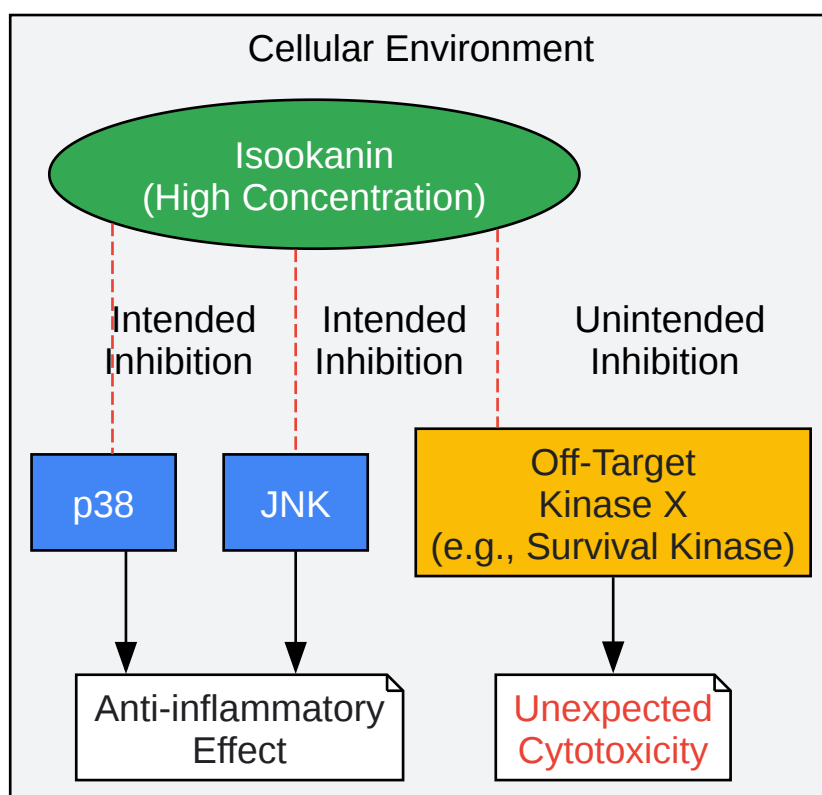 Cellular Environment
Isookanin
(High Concentration)
Intended
Inhibition
Intended
Inhibition
Unintended
Inhibition
p38
JNK
Off-Target
Kinase X
(e.g., Survival Kinase)
Anti-inflammatory
Effect
Unexpected
Cytotoxicity